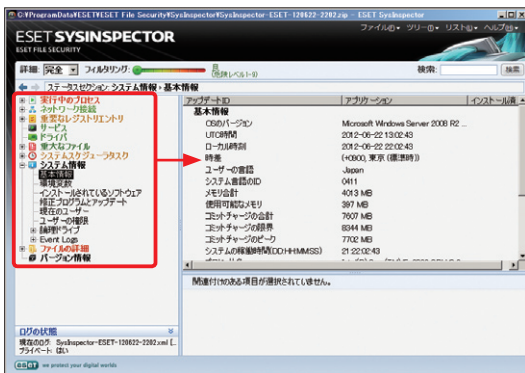 C:¥ProgramData¥ESET¥ESET File Security¥SysInspector¥SysInspector-ESET-120622-2202.zip - ESET SysInspector
ESET SYSINSPECTOR
ESET FILE SECURITY
ファイル(F)▼ ツリー(T)▼ リスト(L)▼ ヘルプ(H)▼
詳細: 完全 フィルタリング: 良
(危険レベル1-9)
検索: 検索
ステータスセクション: システム情報 ▸ 基本情報
実行中のプロセス
ネットワーク接続
重要なレジストリエントリ
サービス
ドライバ
重大なファイル
システムスケジューラタスク
システム情報
基本情報
環境変数
インストールされているソフトウェア
修正プログラムとアップデート
現在のユーザー
ユーザーの権限
論理ドライブ
Event Logs
ファイルの詳細
バージョン情報
アップデートID アプリケーション インストール済
基本情報
OSのバージョン Microsoft Windows Server 2008 R2 ...
UTC時間 2012-06-22 13:02:43
ローカル時刻 2012-06-22 22:02:43
時差 (+0900, 東京 (標準時))
ユーザーの言語 Japan
システム言語のID 0411
メモリ合計 4013 MB
使用可能なメモリ 397 MB
コミットチャージの合計 7607 MB
コミットチャージの限界 8344 MB
コミットチャージのピーク 7702 MB
システムの稼動時間(DD:HH:MM:SS) 21:22:02:43
関連付けのある項目が選択されていません。
ログの状態
現在のログ: SysInspector-ESET-120622-2202.xml [...
プライベート: はい
eset we protect your digital worlds